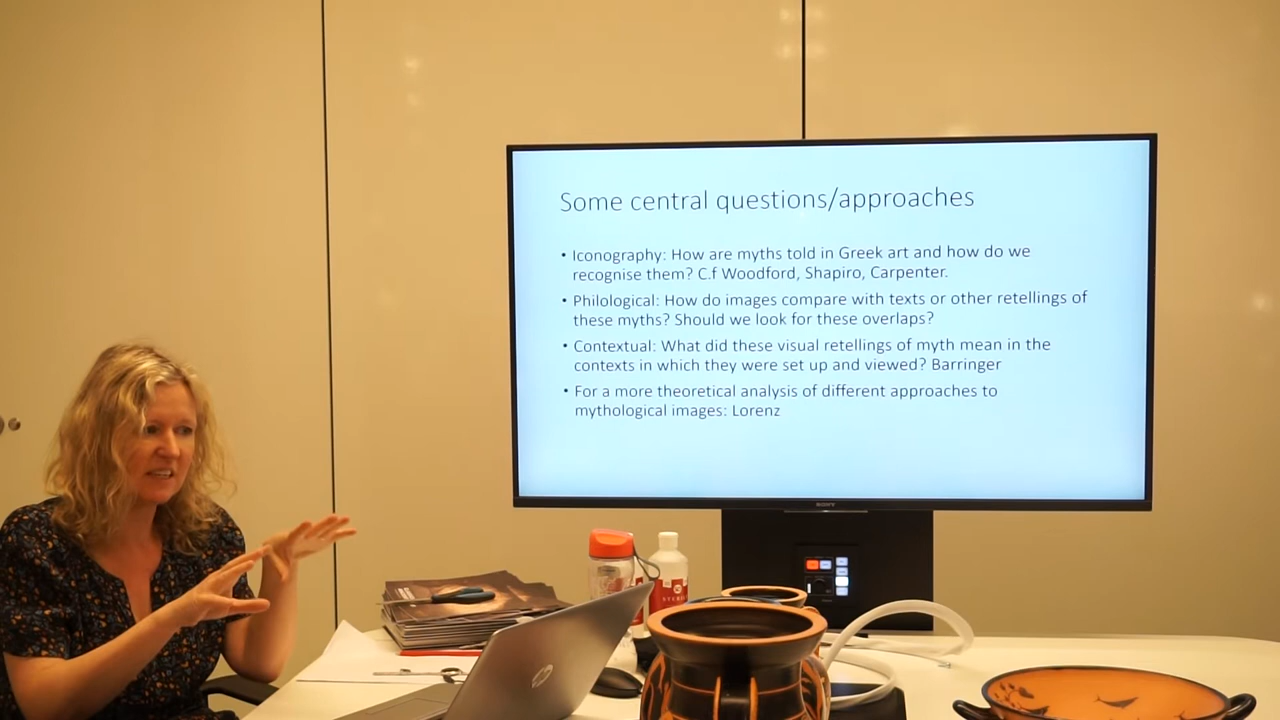 Some central questions/approaches
• Iconography: How are myths told in Greek art and how do we
recognise them? C.f Woodford, Shapiro, Carpenter.
• Philological: How do images compare with texts or other retellings of
these myths? Should we look for these overlaps?
• Contextual: What did these visual retellings of myth mean in the
contexts in which they were set up and viewed? Barringer
• For a more theoretical analysis of different approaches to
mythological images: Lorenz
SONY
hp